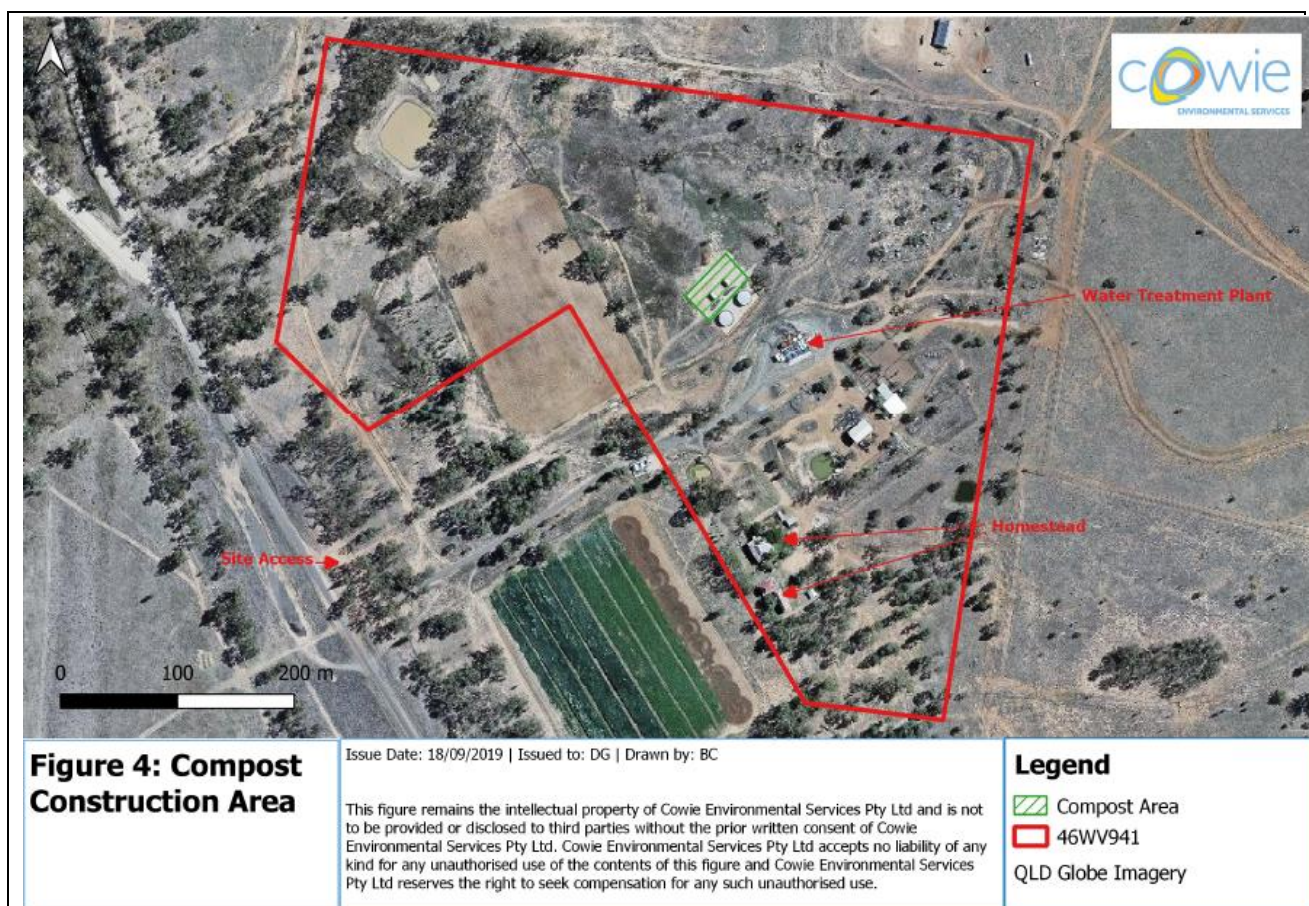 cowie
ENVIRONMENTAL SERVICES
Water Treatment Plant
Homestead
Site Access
0 100 200 m
Figure 4: Compost
Construction Area
Issue Date: 18/09/2019 | Issued to: DG | Drawn by: BC
This figure remains the intellectual property of Cowie Environmental Services Pty Ltd and is not
to be provided or disclosed to third parties without the prior written consent of Cowie
Environmental Services Pty Ltd. Cowie Environmental Services Pty Ltd accepts no liability of any
kind for any unauthorised use of the contents of this figure and Cowie Environmental Services
Pty Ltd reserves the right to seek compensation for any such unauthorised use.
Legend
Compost Area
46WV941
QLD Globe Imagery